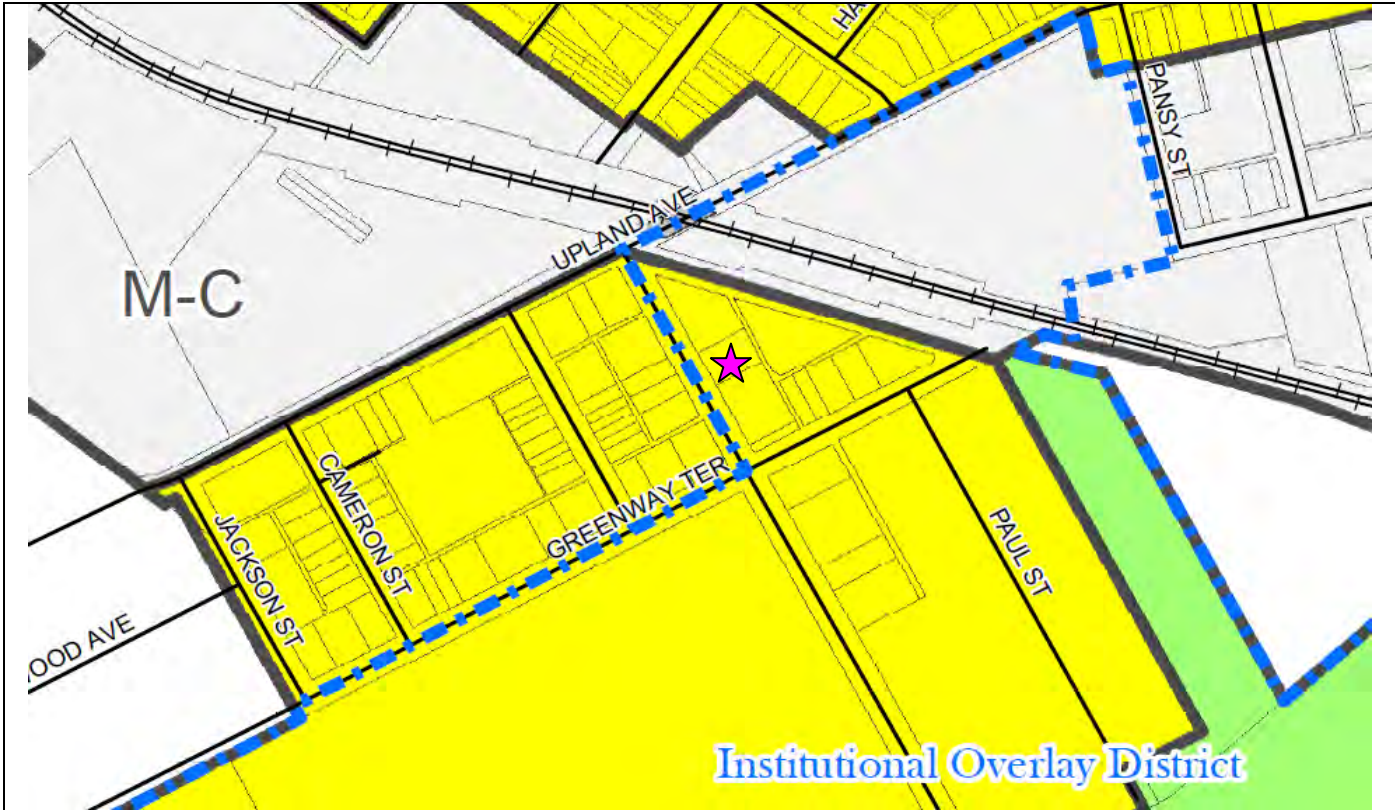 PANSY ST
UPLAND AVE
M-C
GREENWAY TER
CAMERON ST
JACKSON ST
PAUL ST
OOD AVE
Institutional Overlay District